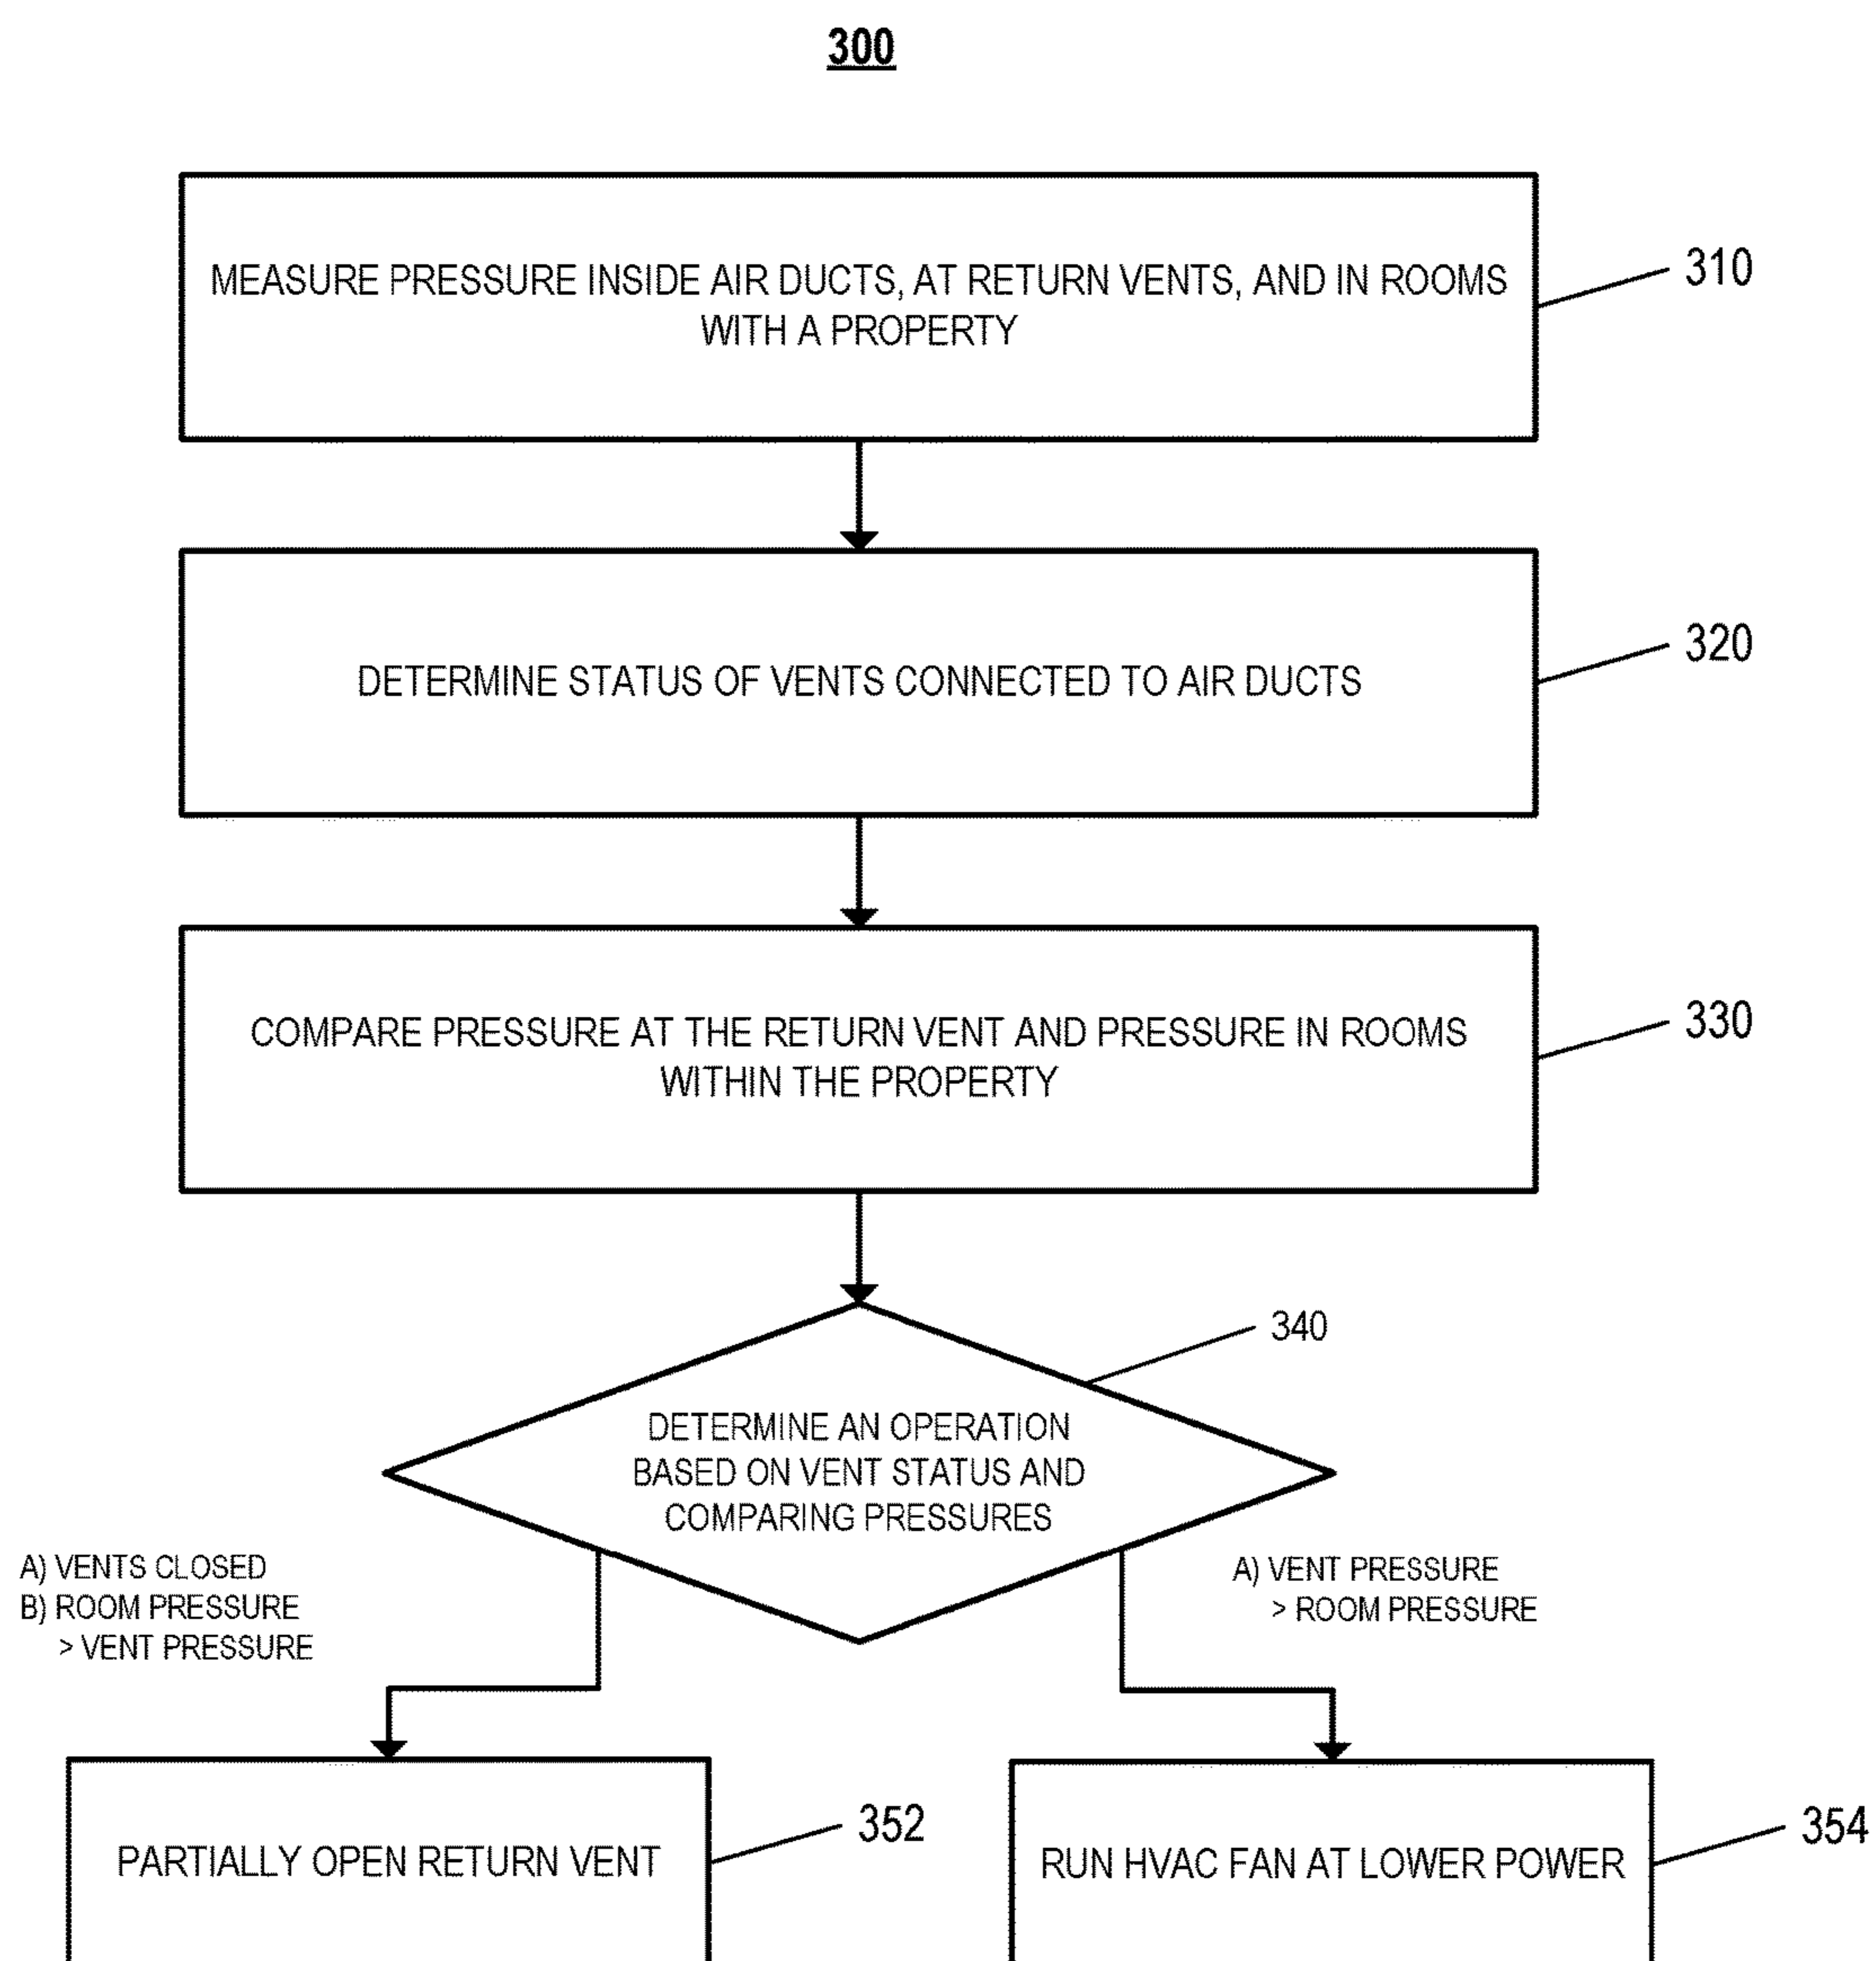 300
MEASURE PRESSURE INSIDE AIR DUCTS, AT RETURN VENTS, AND IN ROOMS
WITH A PROPERTY
310
DETERMINE STATUS OF VENTS CONNECTED TO AIR DUCTS
320
COMPARE PRESSURE AT THE RETURN VENT AND PRESSURE IN ROOMS
WITHIN THE PROPERTY
330
340
DETERMINE AN OPERATION
BASED ON VENT STATUS AND
COMPARING PRESSURES
A) VENTS CLOSED
B) ROOM PRESSURE
> VENT PRESSURE
A) VENT PRESSURE
> ROOM PRESSURE
PARTIALLY OPEN RETURN VENT
352
RUN HVAC FAN AT LOWER POWER
354